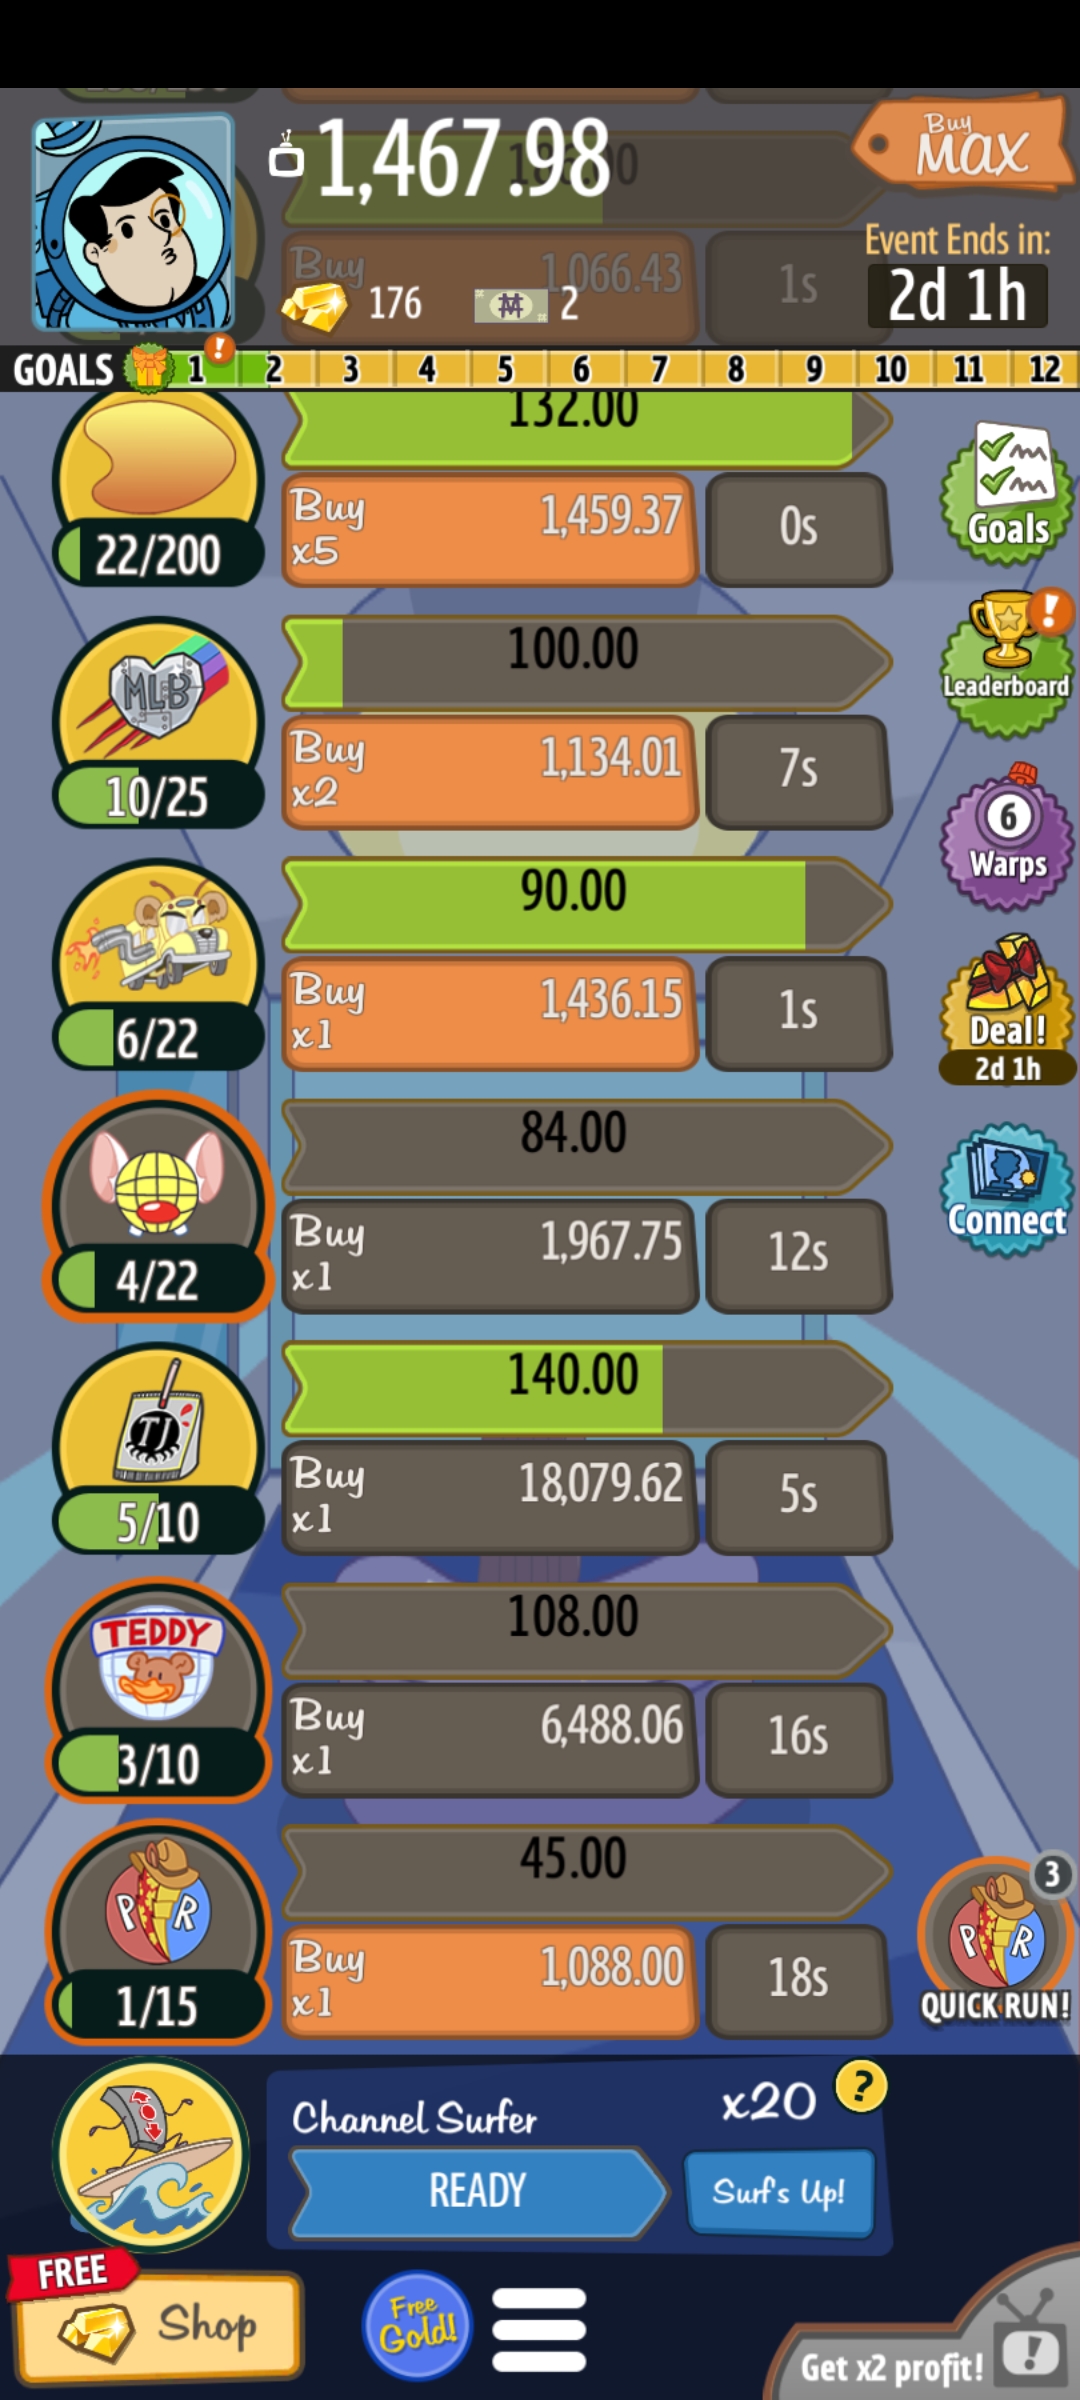 1,467.98
Buy
MAX
Buy
1,066.43
1s
176
2
Event Ends in:
2d 1h
GOALS
1 ! 2 3 4 5 6 7 8 9 10 11 12
132.00
22/200
Buy
x5
1,459.37
0s
Goals
100.00
MLB
10/25
Buy
x2
1,134.01
7s
!
Leaderboard
90.00
6/22
Buy
x1
1,436.15
1s
6
Warps
Deal!
2d 1h
84.00
4/22
Buy
x1
1,967.75
12s
Connect
140.00
TJ
5/10
Buy
x1
18,079.62
5s
108.00
TEDDY
3/10
Buy
x1
6,488.06
16s
45.00
P R
1/15
Buy
x1
1,088.00
18s
3
P R
QUICK RUN!
Channel Surfer
x20
?
READY
Surf's Up!
FREE
Shop
Free
Gold!
Get x2 profit!
!